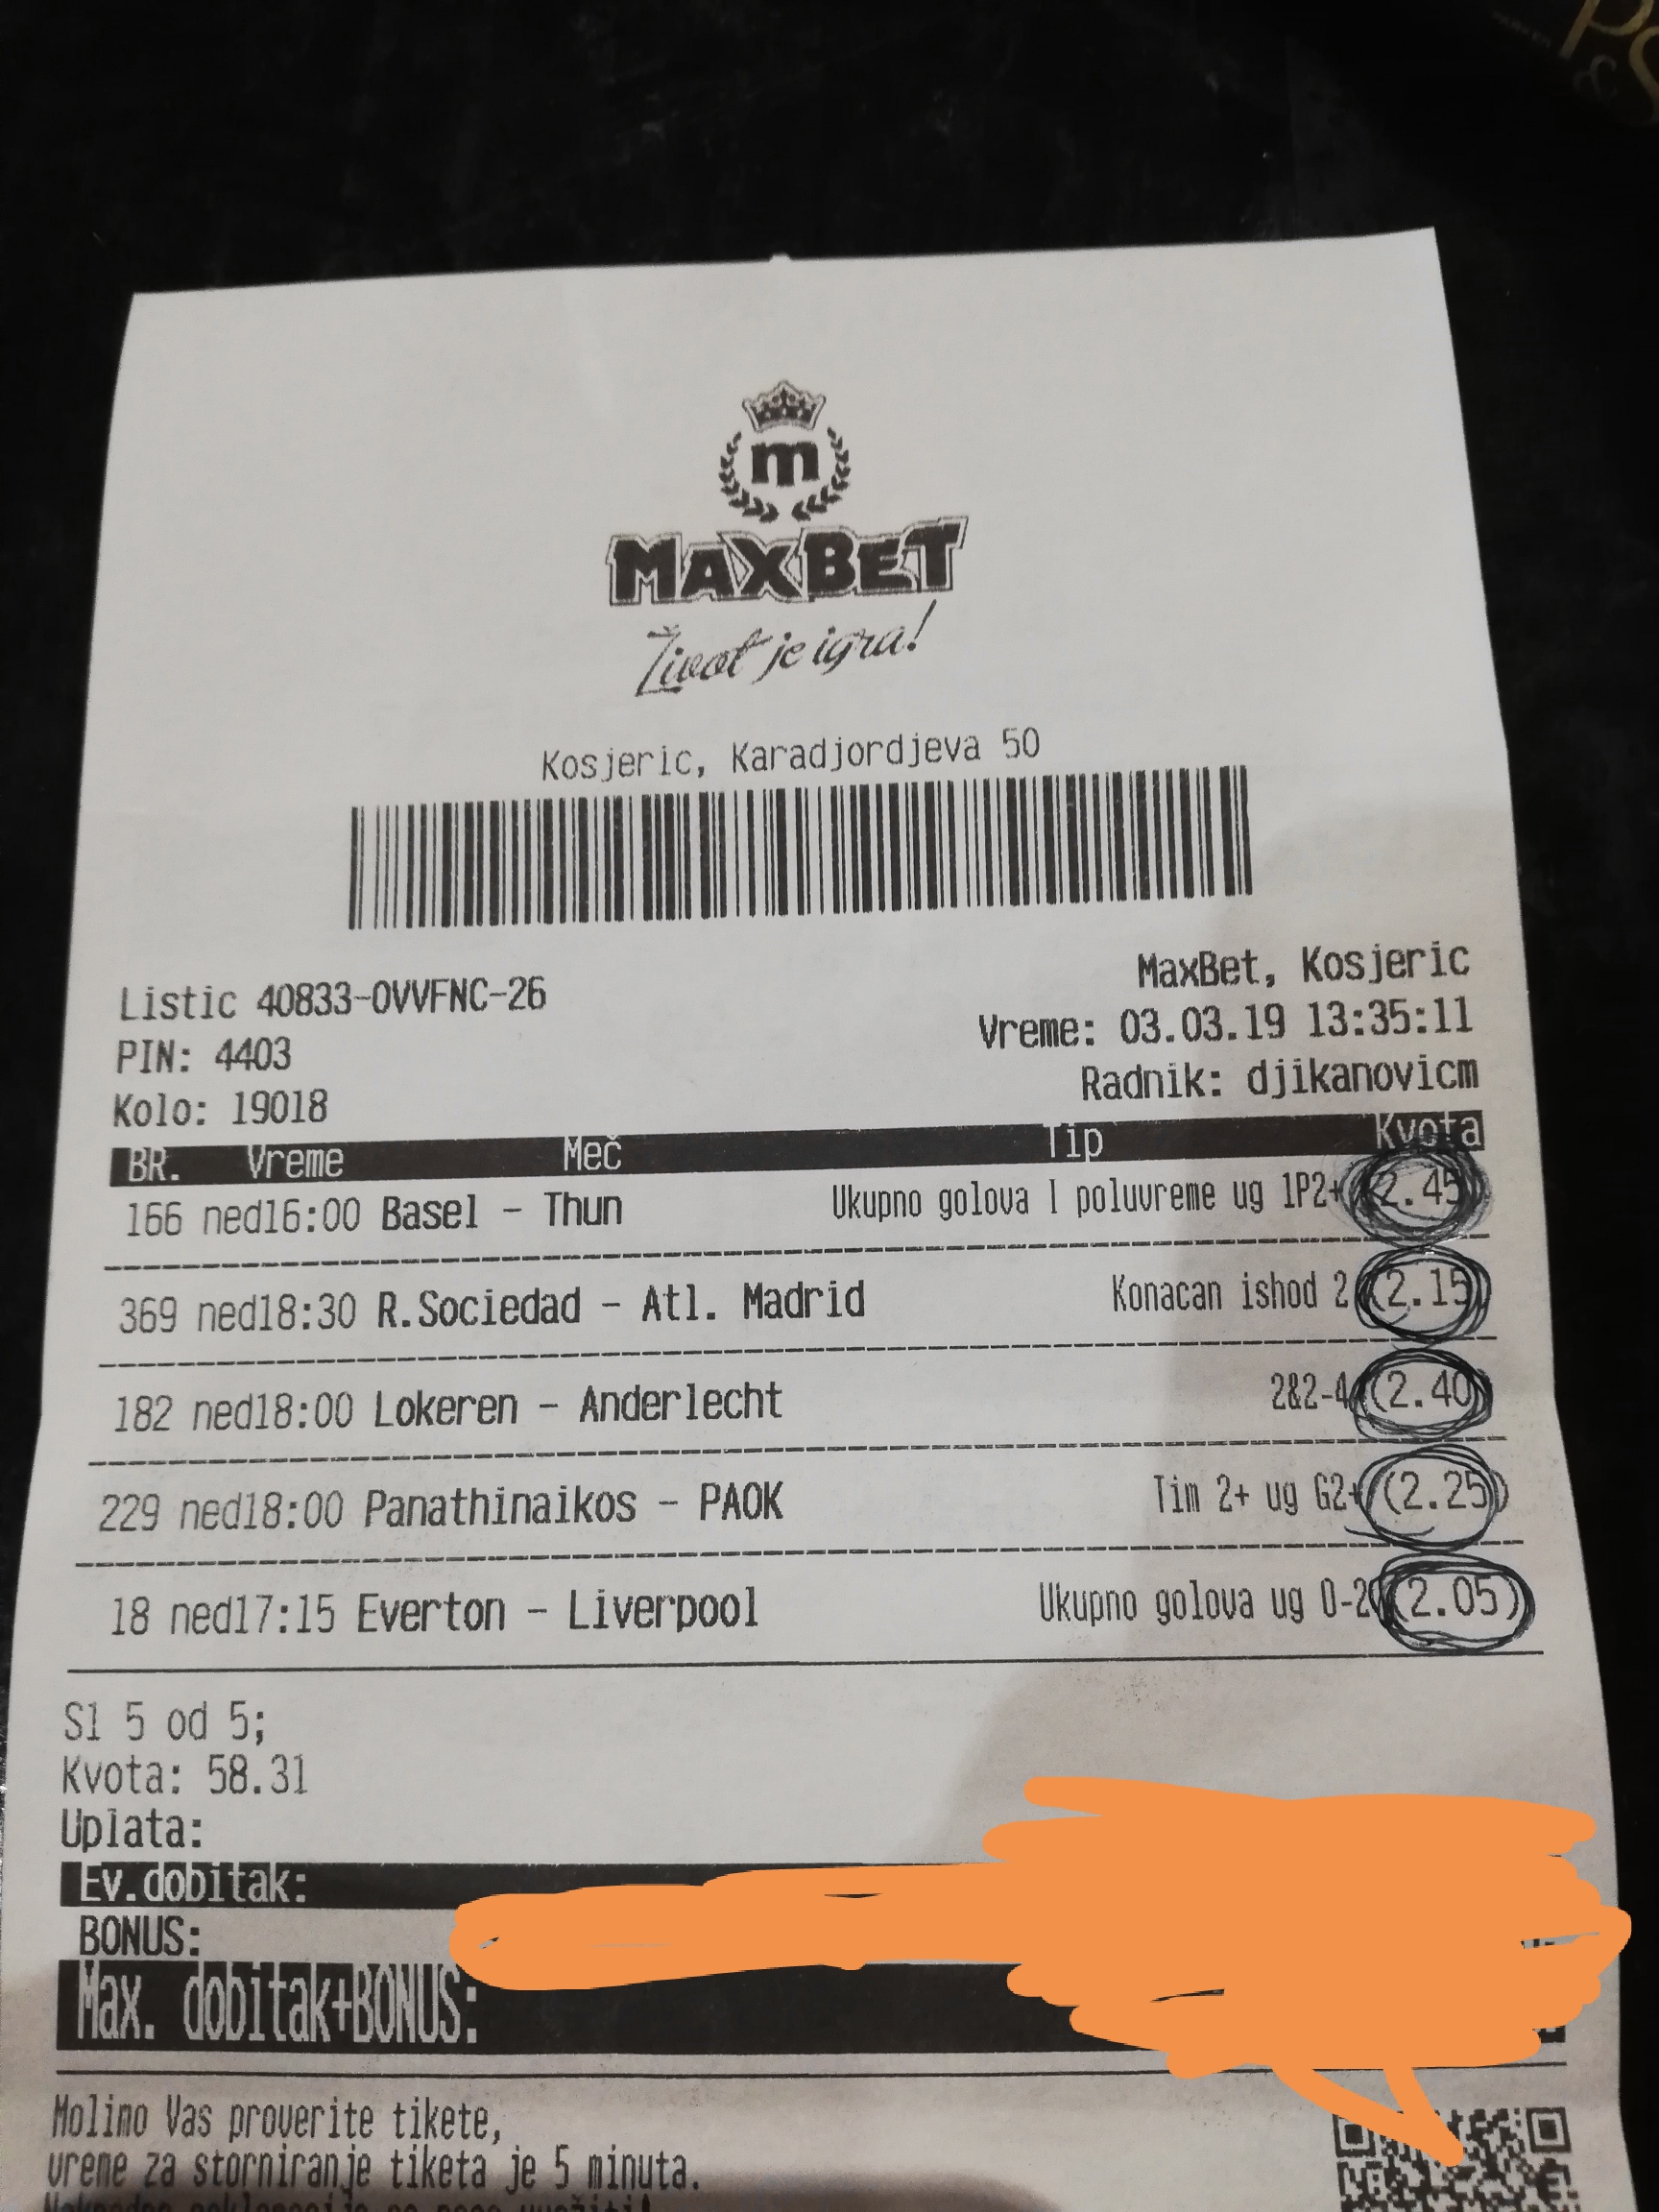 m
MAXBET
Život je igra!
Kosjeric, Karadjordjeva 50
MaxBet, Kosjeric
Listic 40833-OVVFNC-26
Vreme: 03.03.19 13:35:11
PIN: 4403
Radnik: djikanovicm
Kolo: 19018
BR. Vreme Meč Tip Kvota
166 ned16:00 Basel - Thun Ukupno golova I poluvreme ug 1P2+ (2.45)
369 ned18:30 R.Sociedad - Atl. Madrid Konacan ishod 2 (2.15)
182 ned18:00 Lokeren - Anderlecht 2&2-4 (2.40)
229 ned18:00 Panathinaikos - PAOK Tim 2+ ug G2+ (2.25)
18 ned17:15 Everton - Liverpool Ukupno golova ug 0-2 (2.05)
S1 5 od 5;
Kvota: 58.31
Uplata:
Ev.dobitak:
BONUS:
Max. dobitak+BONUS:
Molimo Vas proverite tikete,
vreme za storniranje tiketa je 5 minuta.